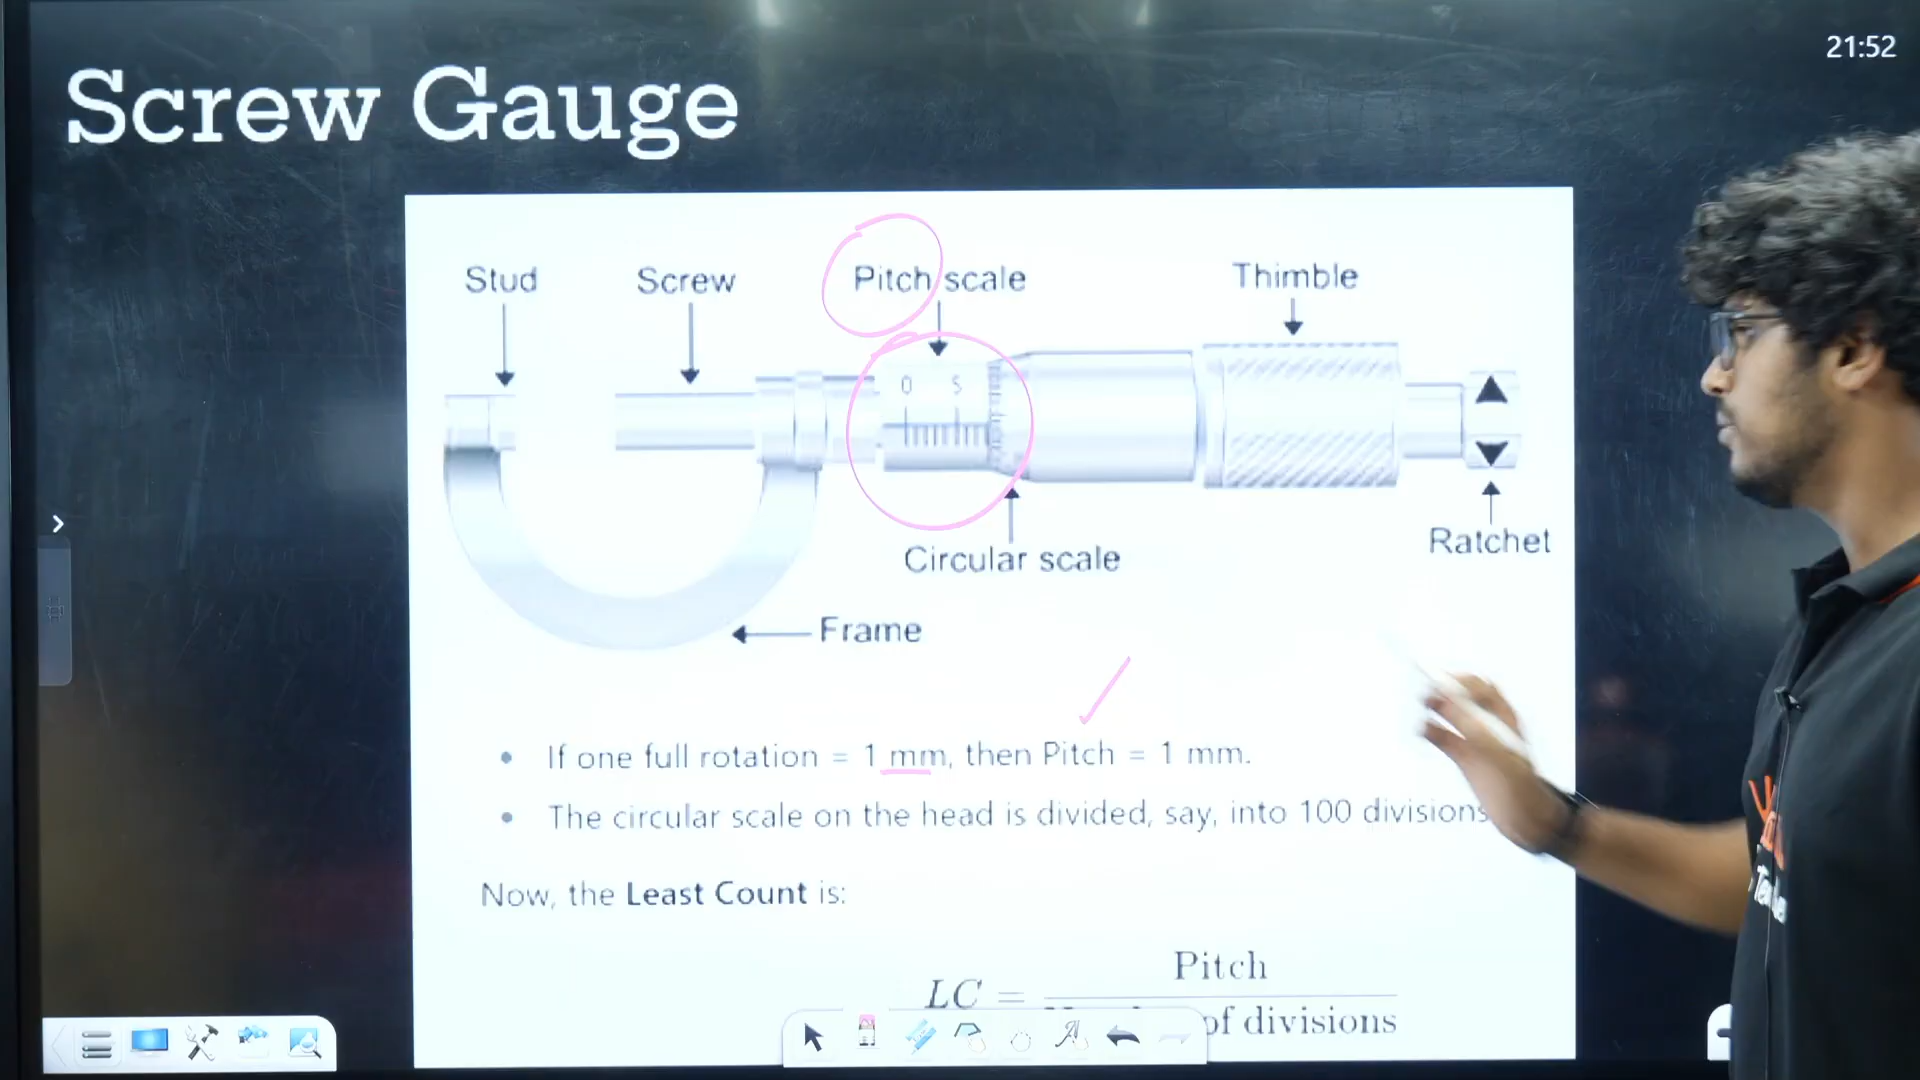 21:52
Screw Gauge
Stud
Screw
Pitch scale
Thimble
0 5
Circular scale
Ratchet
Frame
• If one full rotation = 1 mm, then Pitch = 1 mm.
• The circular scale on the head is divided, say, into 100 divisions
Now, the Least Count is:
Pitch
LC =
of divisions